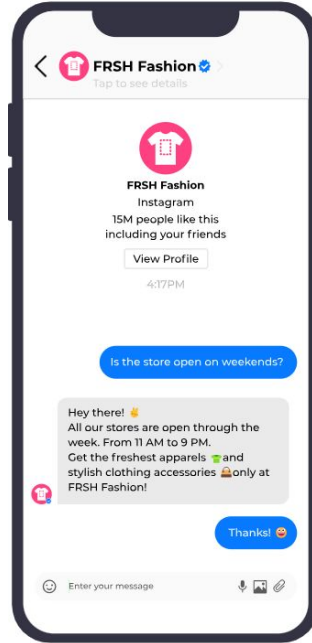 FRSH Fashion
Tap to see details
FRSH Fashion
Instagram
15M people like this
including your friends
View Profile
4:17PM
Is the store open on weekends?
Hey there! ✌️
All our stores are open through the
week. From 11 AM to 9 PM.
Get the freshest apparels 👚and
stylish clothing accessories 👜only at
FRSH Fashion!
Thanks! 😀
Enter your message